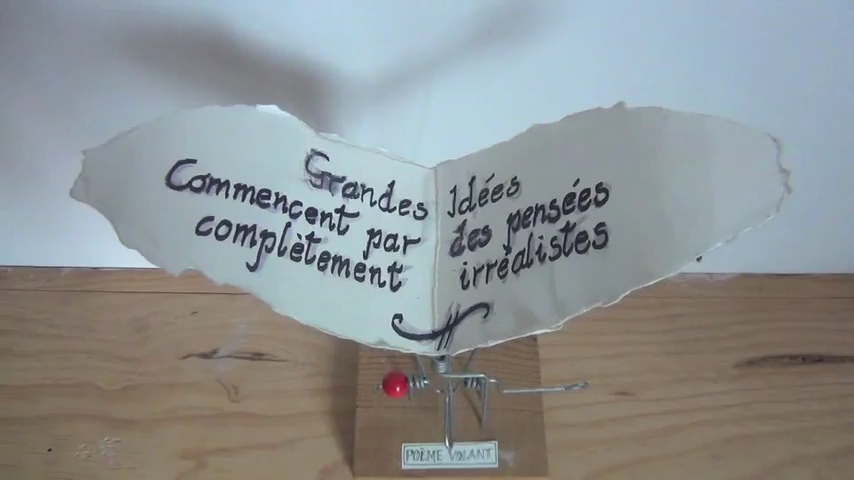 Grandes Idées
Commencent par des pensées
complètement irréalistes
POÈME VOLANT